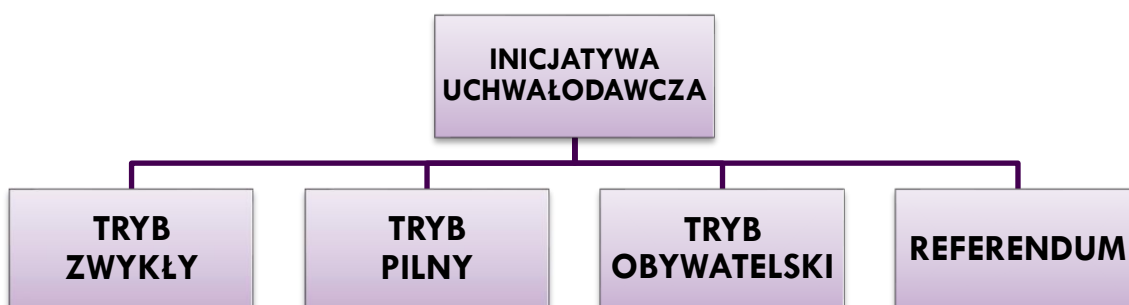 INICJATYWA
UCHWAŁODAWCZA
TRYB
ZWYKŁY
TRYB
PILNY
TRYB
OBYWATELSKI
REFERENDUM